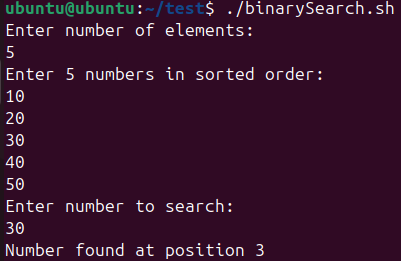 ubuntu@ubuntu:~/test$ ./binarySearch.sh
Enter number of elements:
5
Enter 5 numbers in sorted order:
10
20
30
40
50
Enter number to search:
30
Number found at position 3